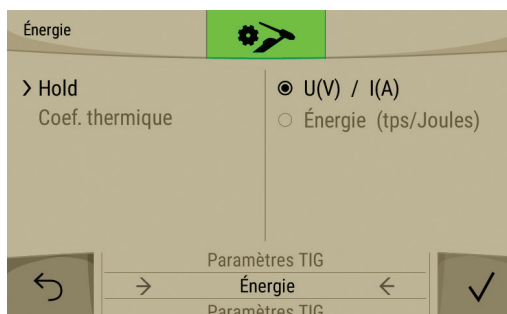 Énergie
> Hold
Coef. thermique
U(V) / I(A)
Énergie (tps/Joules)
Paramètres TIG
Énergie
Paramètres TIG